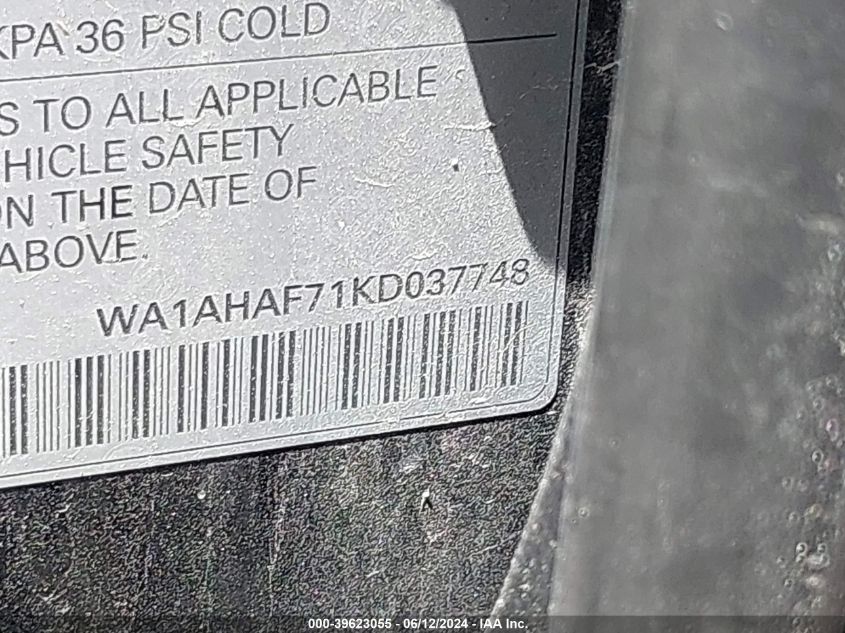 KPA 36 PSI COLD
S TO ALL APPLICABLE
HICLE SAFETY
ON THE DATE OF
ABOVE.
WA1AHAF71KD037748
000-39623055 - 06/12/2024 - IAA Inc.